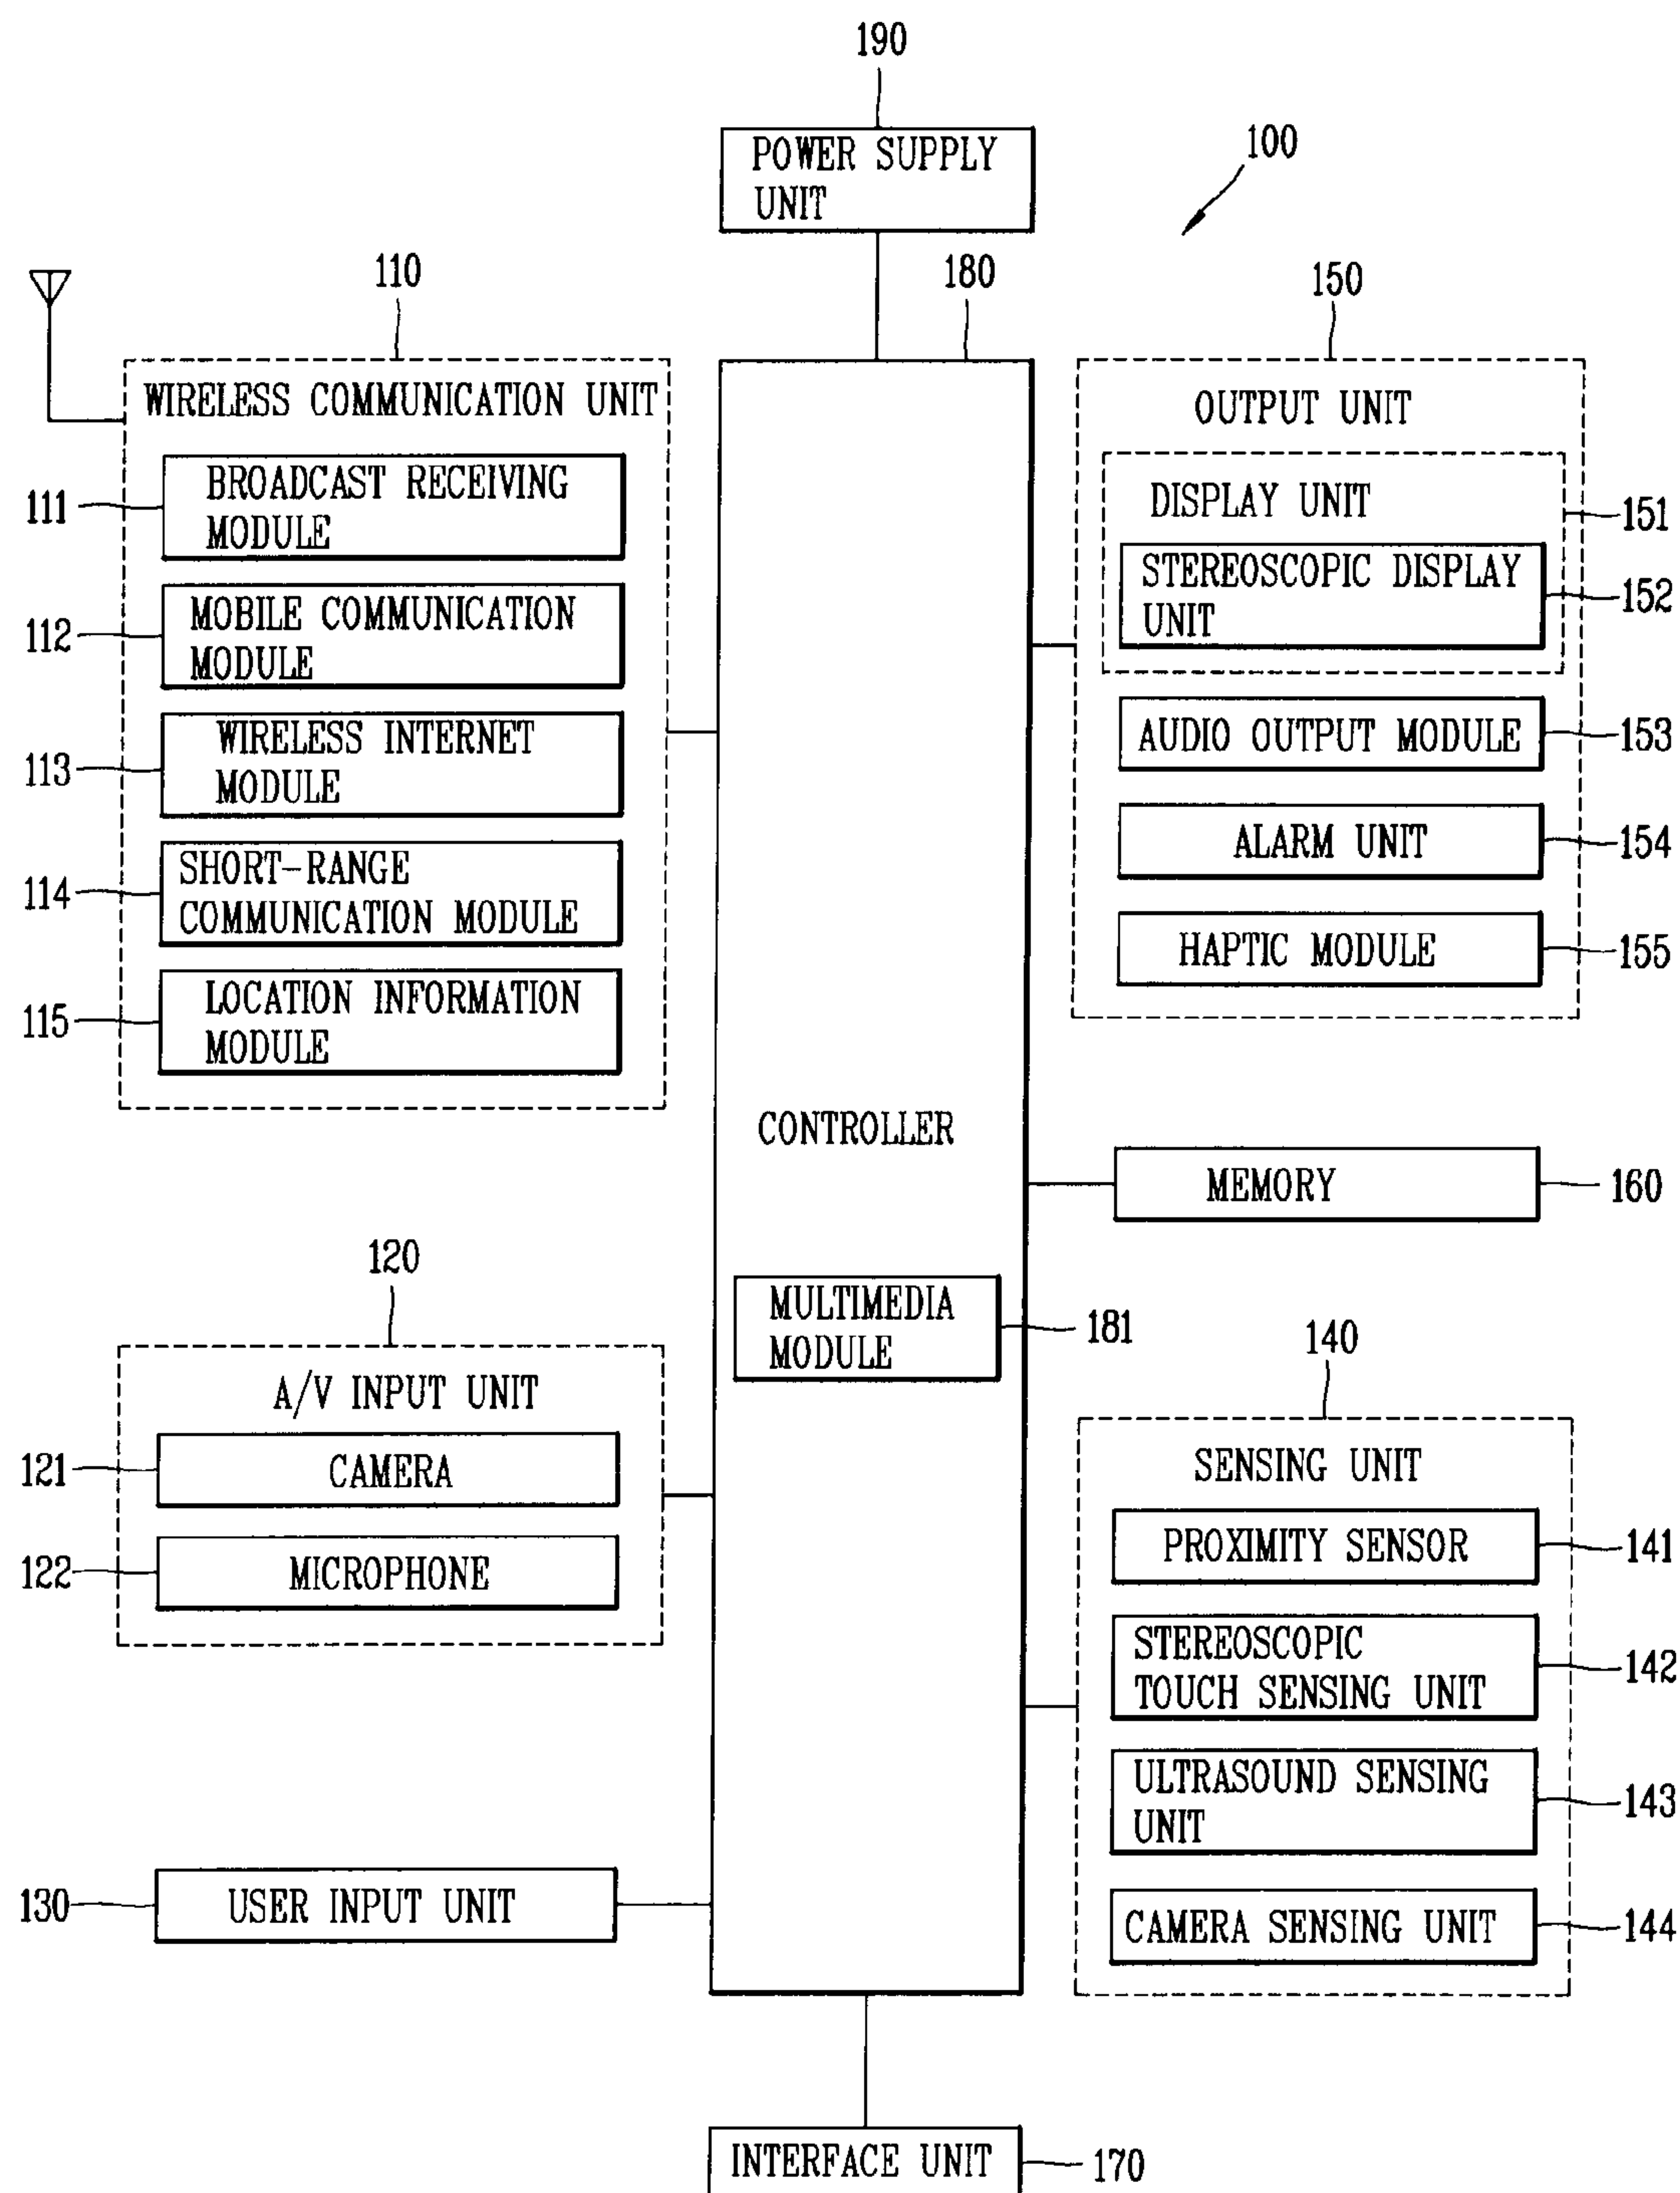 190
POWER SUPPLY
UNIT
100
110
180
150
WIRELESS COMMUNICATION UNIT
111
BROADCAST RECEIVING
MODULE
112
MOBILE COMMUNICATION
MODULE
113
WIRELESS INTERNET
MODULE
114
SHORT-RANGE
COMMUNICATION MODULE
115
LOCATION INFORMATION
MODULE
OUTPUT UNIT
DISPLAY UNIT
151
STEREOSCOPIC DISPLAY
UNIT
152
AUDIO OUTPUT MODULE
153
ALARM UNIT
154
HAPTIC MODULE
155
CONTROLLER
MEMORY
160
MULTIMEDIA
MODULE
181
120
A/V INPUT UNIT
121
CAMERA
122
MICROPHONE
140
SENSING UNIT
PROXIMITY SENSOR
141
STEREOSCOPIC
TOUCH SENSING UNIT
142
ULTRASOUND SENSING
UNIT
143
CAMERA SENSING UNIT
144
130
USER INPUT UNIT
INTERFACE UNIT
170